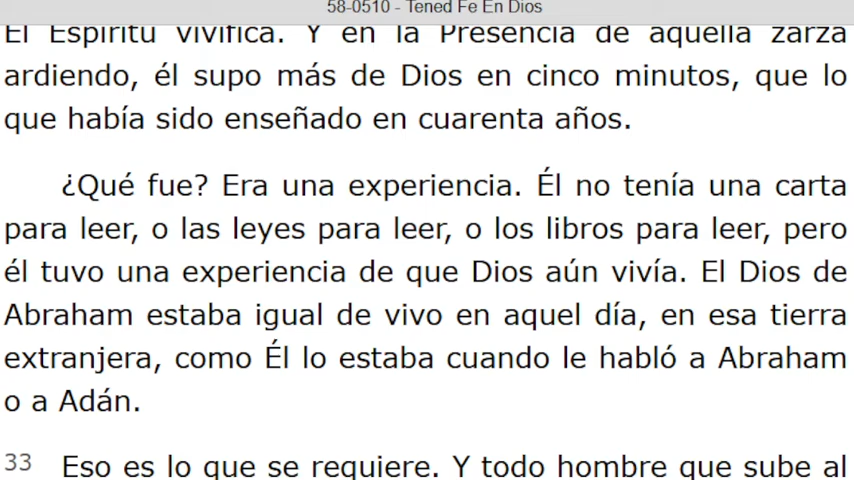 58-0510 - Tened Fe En Dios
El Espíritu vivifica. Y en la Presencia de aquella zarza
ardiendo, él supo más de Dios en cinco minutos, que lo
que había sido enseñado en cuarenta años.
¿Qué fue? Era una experiencia. Él no tenía una carta
para leer, o las leyes para leer, o los libros para leer, pero
él tuvo una experiencia de que Dios aún vivía. El Dios de
Abraham estaba igual de vivo en aquel día, en esa tierra
extranjera, como Él lo estaba cuando le habló a Abraham
o a Adán.
33 Eso es lo que se requiere. Y todo hombre que sube al